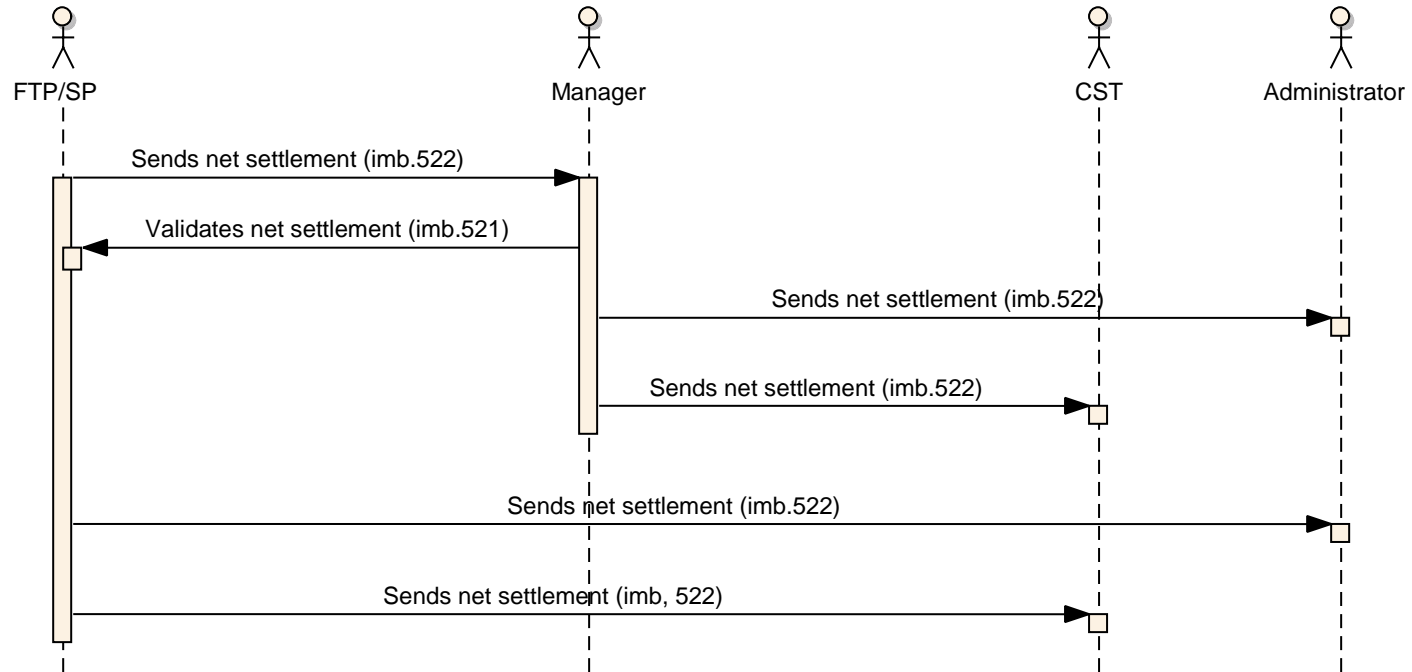 FTP/SP
Manager
CST
Administrator
Sends net settlement (imb.522)
Validates net settlement (imb.521)
Sends net settlement (imb.522)
Sends net settlement (imb.522)
Sends net settlement (imb.522)
Sends net settlement (imb, 522)